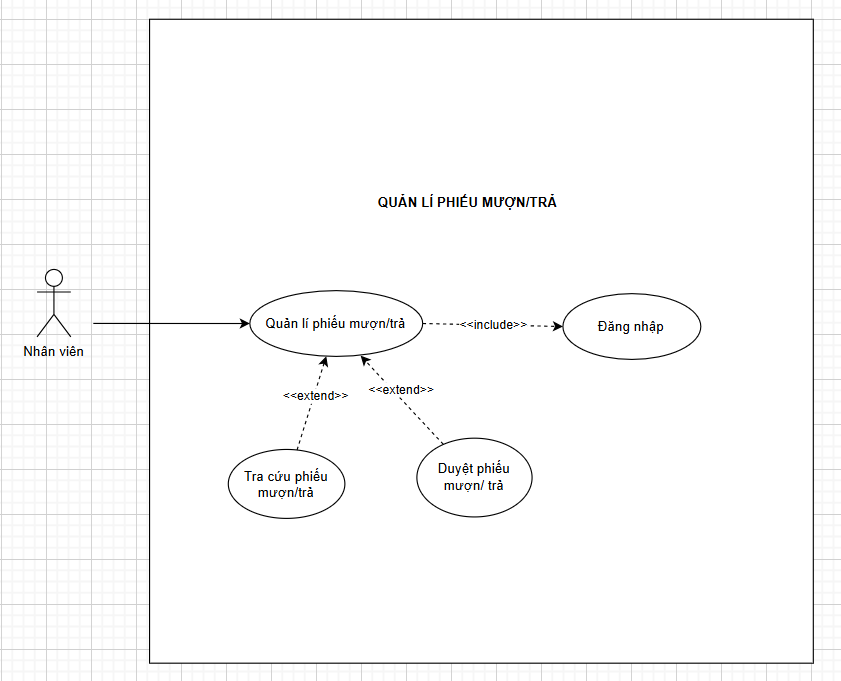 QUẢN LÍ PHIẾU MƯỢN/TRẢ
Nhân viên
Quản lí phiếu mượn/trả
<<include>>
Đăng nhập
<<extend>>
<<extend>>
Tra cứu phiếu
mượn/trả
Duyệt phiếu
mượn/ trả